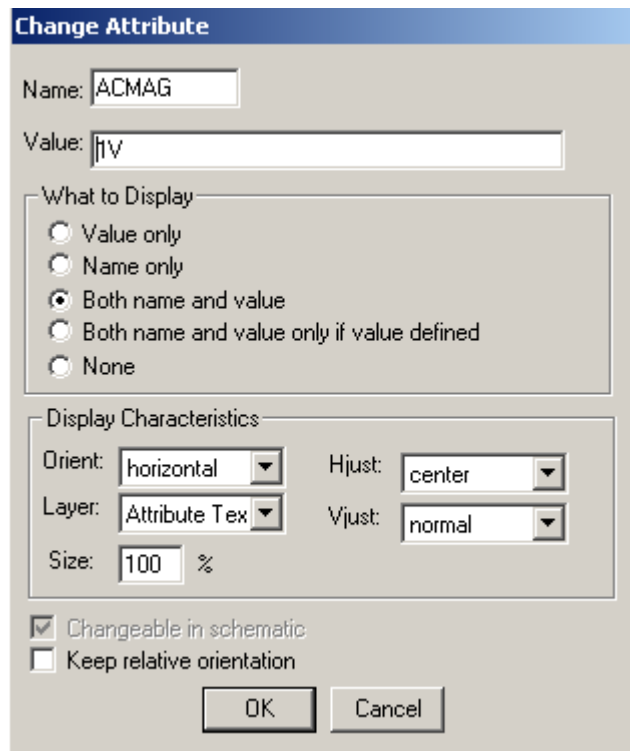 Change Attribute
Name: ACMAG
Value: 1V
What to Display
Value only
Name only
Both name and value
Both name and value only if value defined
None
Display Characteristics
Orient: horizontal Hjust: center
Layer: Attribute Tex Vjust: normal
Size: 100 %
Changeable in schematic
Keep relative orientation
OK Cancel